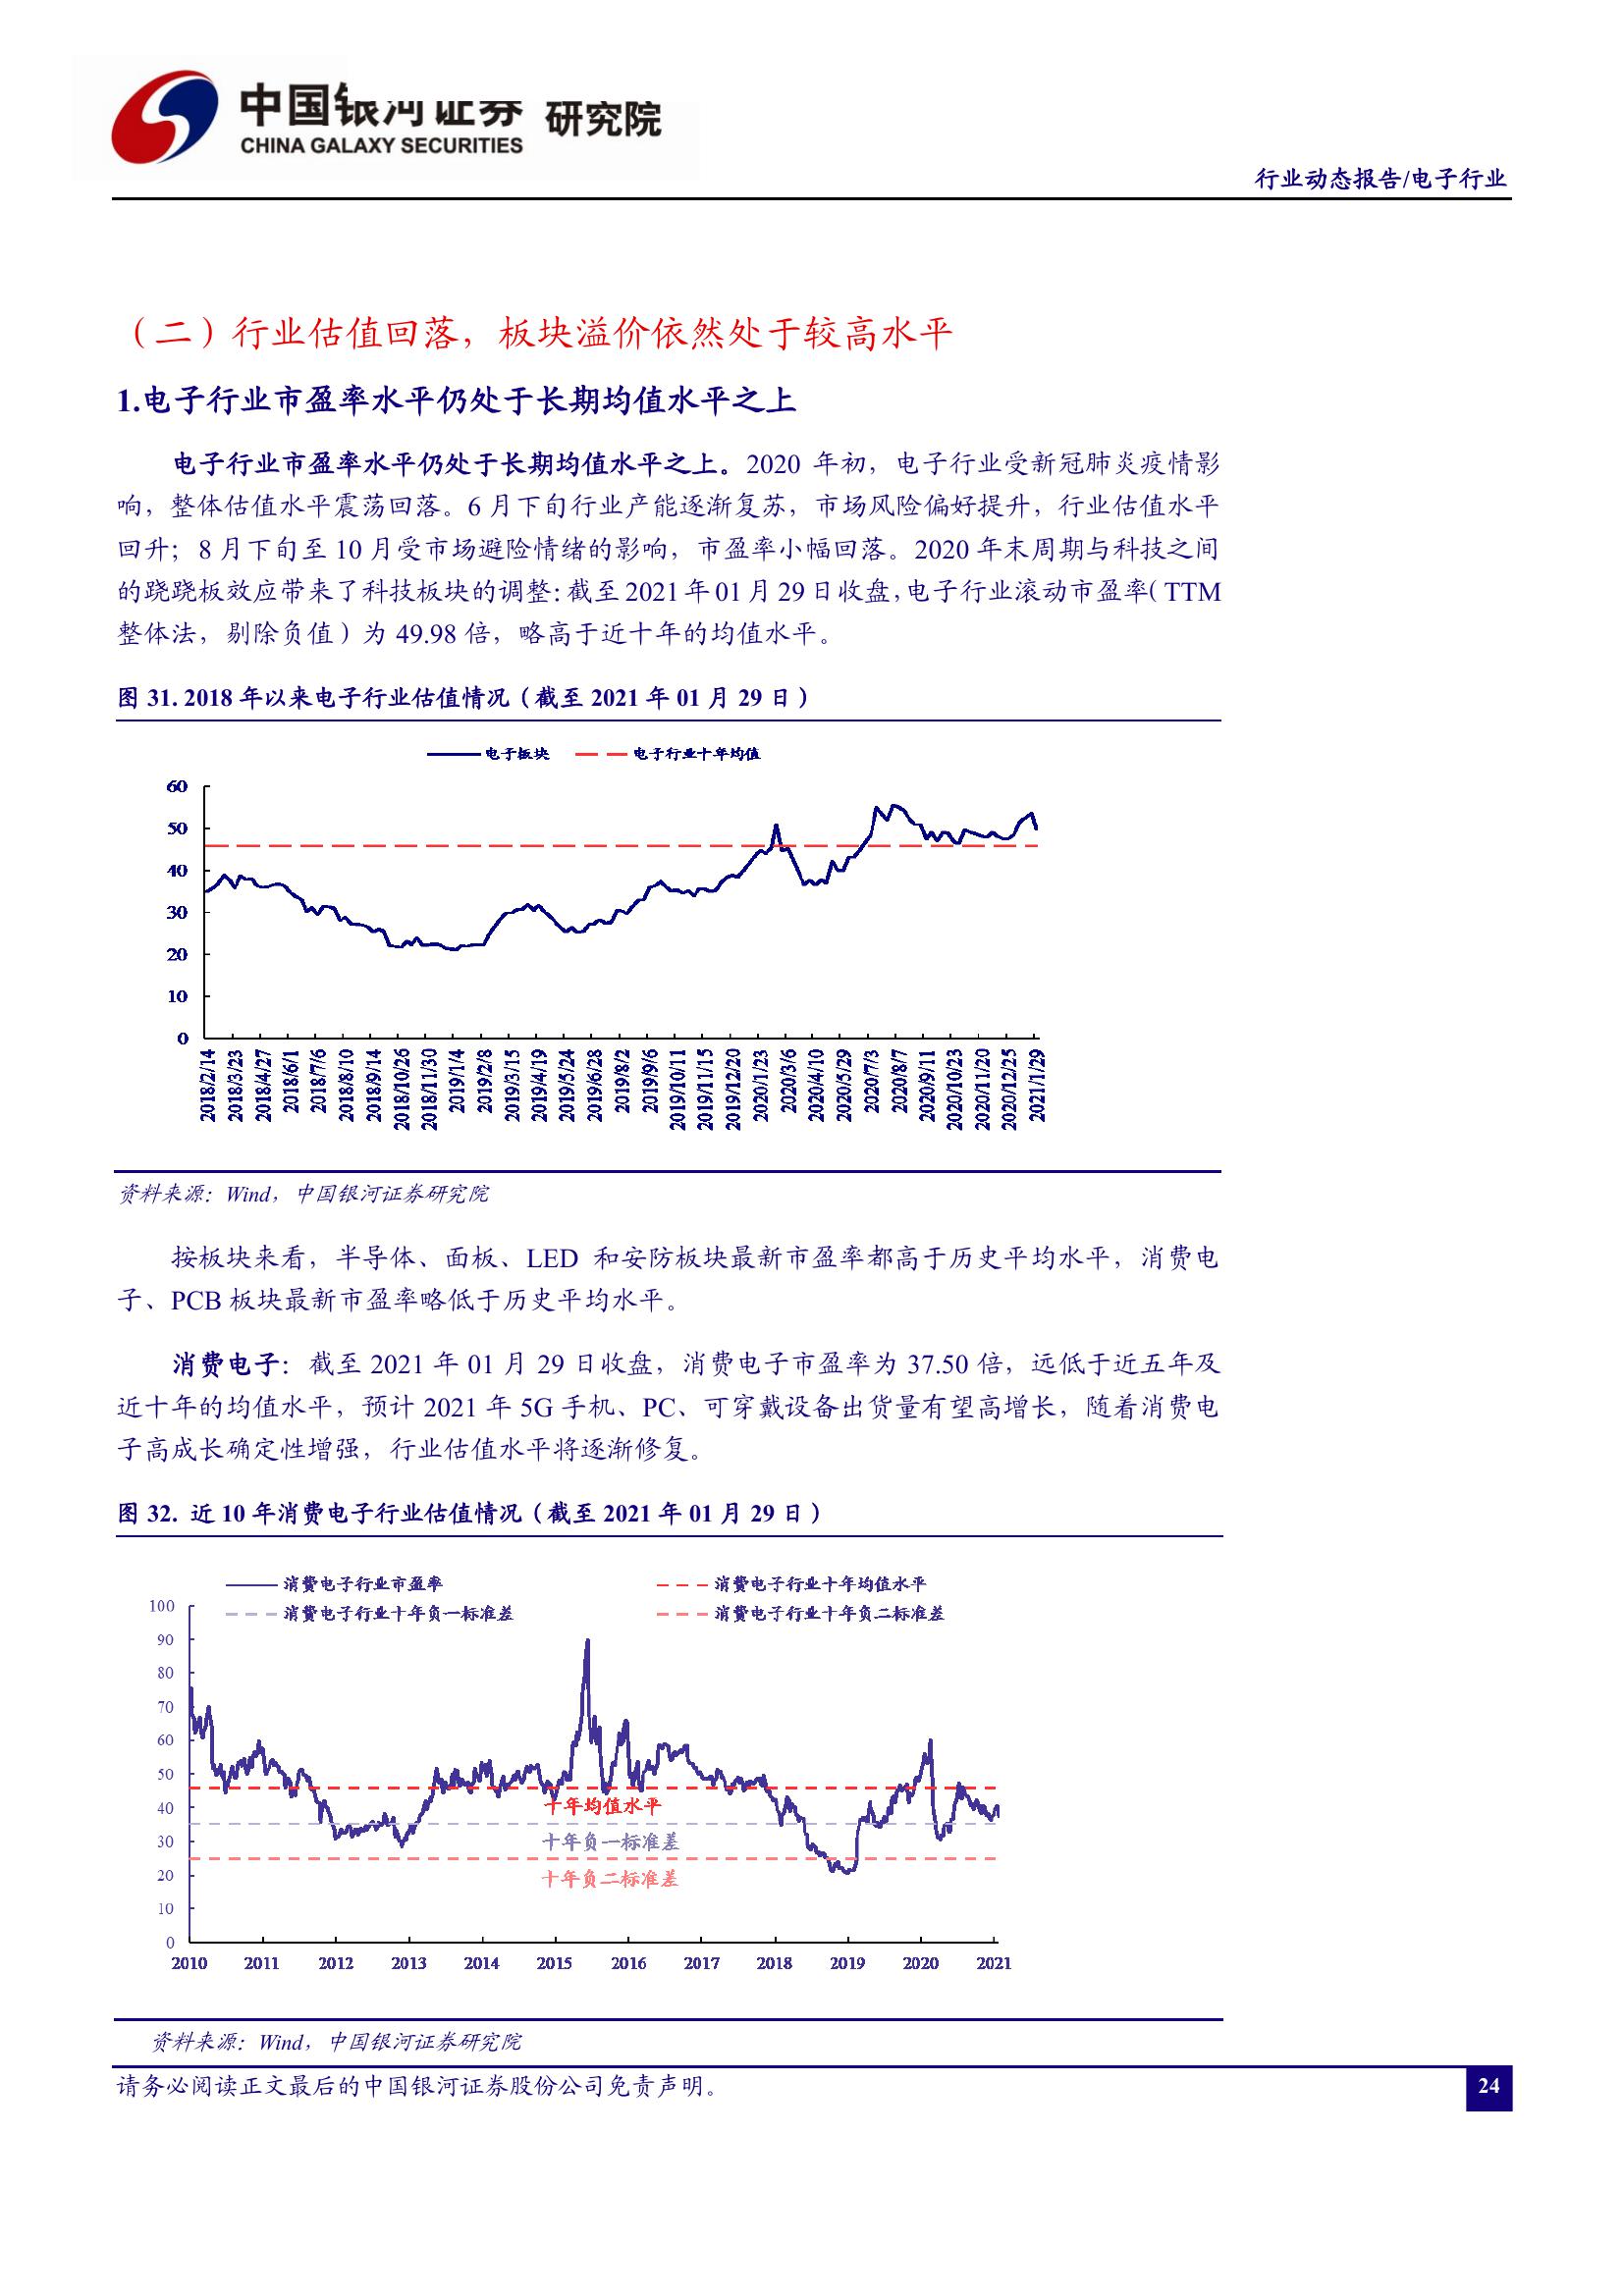 中国银河证券 研究院
CHINA GALAXY SECURITIES
行业动态报告/电子行业
（二）行业估值回落，板块溢价依然处于较高水平
1.电子行业市盈率水平仍处于长期均值水平之上
电子行业市盈率水平仍处于长期均值水平之上。2020 年初，电子行业受新冠肺炎疫情影
响，整体估值水平震荡回落。6 月下旬行业产能逐渐复苏，市场风险偏好提升，行业估值水平
回升；8 月下旬至 10 月受市场避险情绪的影响，市盈率小幅回落。2020 年末周期与科技之间
的跷跷板效应带来了科技板块的调整：截至 2021 年 01 月 29 日收盘，电子行业滚动市盈率（TTM
整体法，剔除负值）为 49.98 倍，略高于近十年的均值水平。
图 31. 2018 年以来电子行业估值情况（截至 2021 年 01 月 29 日）
电子板块 电子行业十年均值
60
50
40
30
20
10
0
2018/2/14 2018/3/23 2018/4/27 2018/6/1 2018/7/6 2018/8/10 2018/9/14 2018/10/26 2018/11/30 2019/1/4 2019/2/8 2019/3/15 2019/4/19 2019/5/24 2019/6/28 2019/8/2 2019/9/6 2019/10/11 2019/11/15 2019/12/20 2020/1/23 2020/3/6 2020/4/10 2020/5/29 2020/7/3 2020/8/7 2020/9/11 2020/10/23 2020/11/20 2020/12/25 2021/1/29
资料来源：Wind，中国银河证券研究院
按板块来看，半导体、面板、LED 和安防板块最新市盈率都高于历史平均水平，消费电
子、PCB 板块最新市盈率略低于历史平均水平。
消费电子：截至 2021 年 01 月 29 日收盘，消费电子市盈率为 37.50 倍，远低于近五年及
近十年的均值水平，预计 2021 年 5G 手机、PC、可穿戴设备出货量有望高增长，随着消费电
子高成长确定性增强，行业估值水平将逐渐修复。
图 32. 近 10 年消费电子行业估值情况（截至 2021 年 01 月 29 日）
消费电子行业市盈率 消费电子行业十年均值水平
消费电子行业十年负一标准差 消费电子行业十年负二标准差
100
90
80
70
60
50
40
30
20
10
0
十年均值水平
十年负一标准差
十年负二标准差
2010 2011 2012 2013 2014 2015 2016 2017 2018 2019 2020 2021
资料来源：Wind，中国银河证券研究院
请务必阅读正文最后的中国银河证券股份公司免责声明。
24